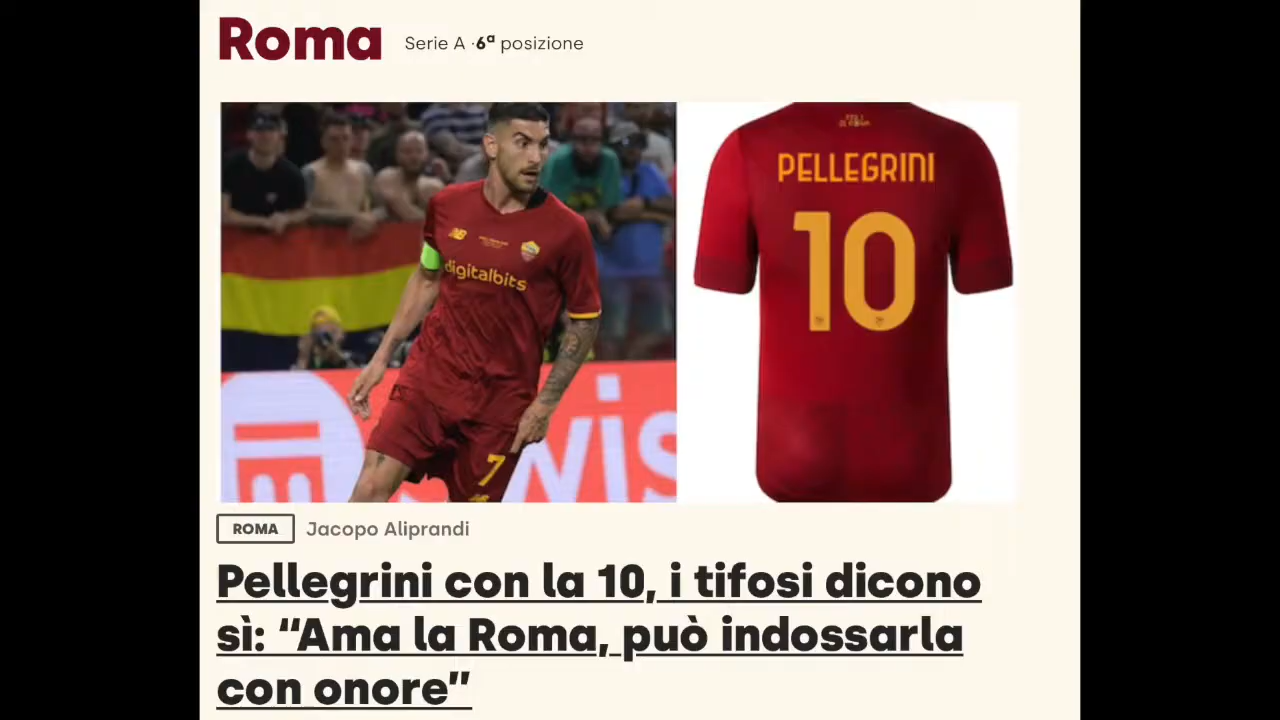 Roma
Serie A ·6ª posizione
digitalbits
7
PELLEGRINI
10
ROMA
Jacopo Aliprandi
Pellegrini con la 10, i tifosi dicono
sì: “Ama la Roma, può indossarla
con onore”